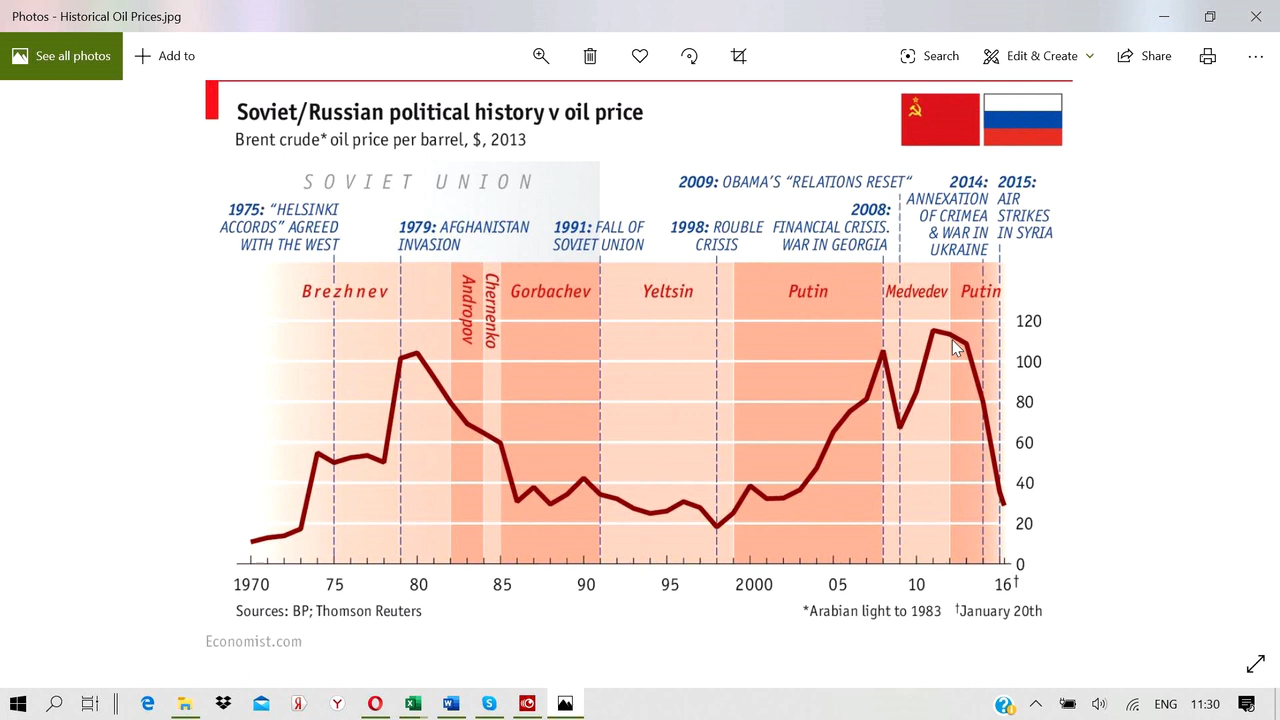 Photos - Historical Oil Prices.jpg
See all photos
Add to
Search
Edit & Create
Share
Soviet/Russian political history v oil price
Brent crude* oil price per barrel, $, 2013
SOVIET UNION
1975: “HELSINKI
ACCORDS” AGREED
WITH THE WEST
1979: AFGHANISTAN
INVASION
1991: FALL OF
SOVIET UNION
1998: ROUBLE
CRISIS
2008:
FINANCIAL CRISIS.
WAR IN GEORGIA
2009: OBAMA’S “RELATIONS RESET“
2014:
ANNEXATION
OF CRIMEA
& WAR IN
UKRAINE
2015:
AIR
STRIKES
IN SYRIA
Brezhnev
Andropov
Chernenko
Gorbachev
Yeltsin
Putin
Medvedev
Putin
120
100
80
60
40
20
0
1970 75 80 85 90 95 2000 05 10 16†
Sources: BP; Thomson Reuters
*Arabian light to 1983 †January 20th
Economist.com
ENG 11:30